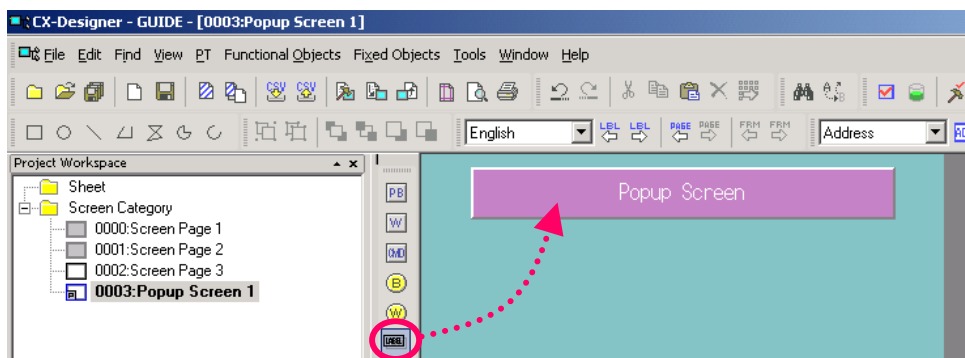 CX-Designer - GUIDE - [0003:Popup Screen 1]
File Edit Find View PT Functional Objects Fixed Objects Tools Window Help
CSV CSV
English LBL LBL PAGE PAGE FRM FRM Address
Project Workspace
Sheet
Screen Category
0000:Screen Page 1
0001:Screen Page 2
0002:Screen Page 3
0003:Popup Screen 1
PB
W
CMD
B
W
LABEL
Popup Screen